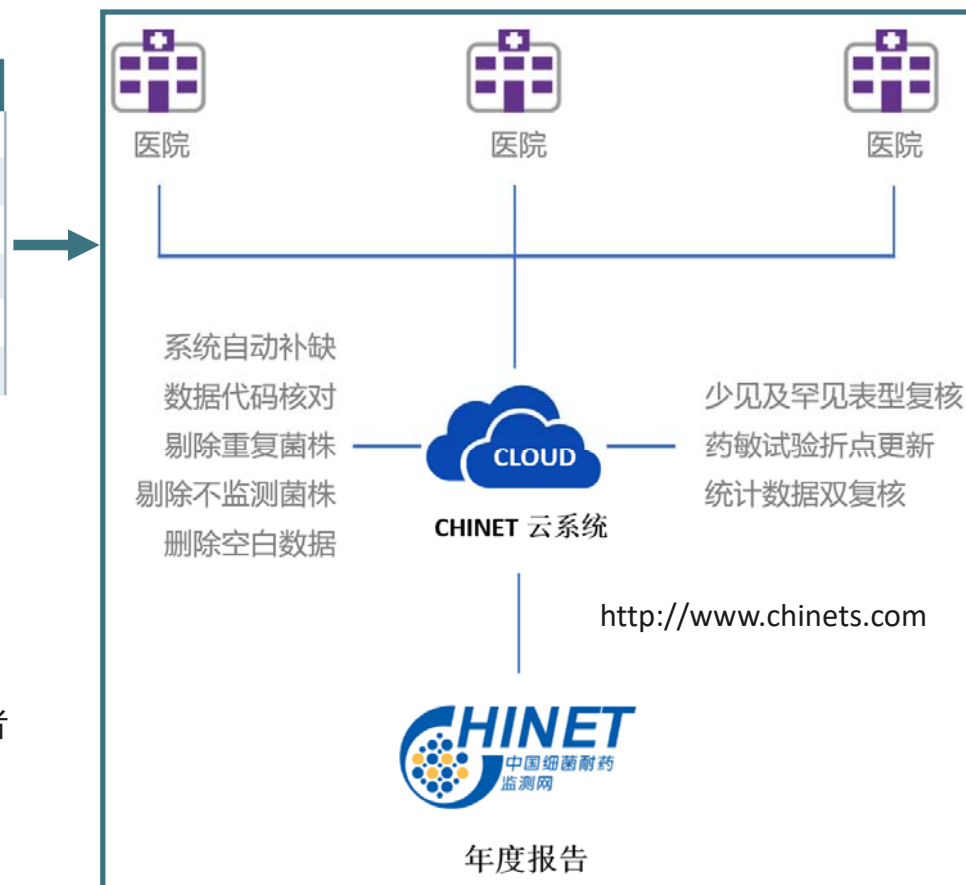 医院
医院
医院
系统自动补缺
数据代码核对
剔除重复菌株
剔除不监测菌株
删除空白数据
CLOUD
CHINET 云系统
少见及罕见表型复核
药敏试验折点更新
统计数据双复核
http://www.chinets.com
者
CHINET
中国细菌耐药
监测网
年度报告